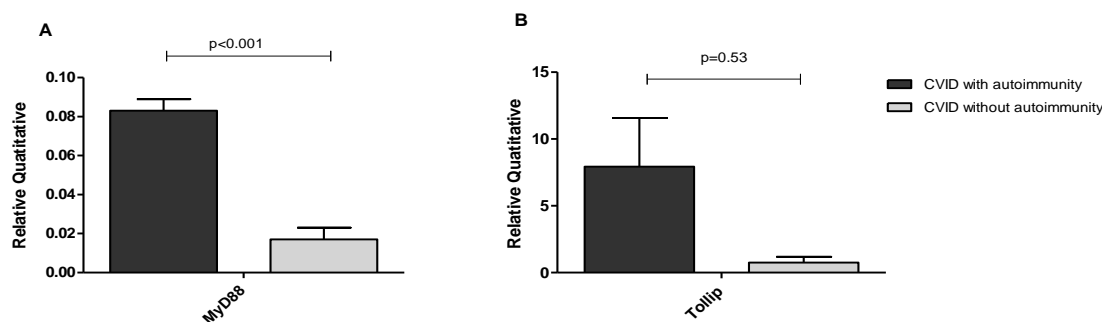 A
p<0.001
Relative Quatitative
0.10
0.08
0.06
0.04
0.02
0.00
MyD88
B
p=0.53
Relative Quatitative
15
10
5
0
Tollip
CVID with autoimmunity
CVID without autoimmunity